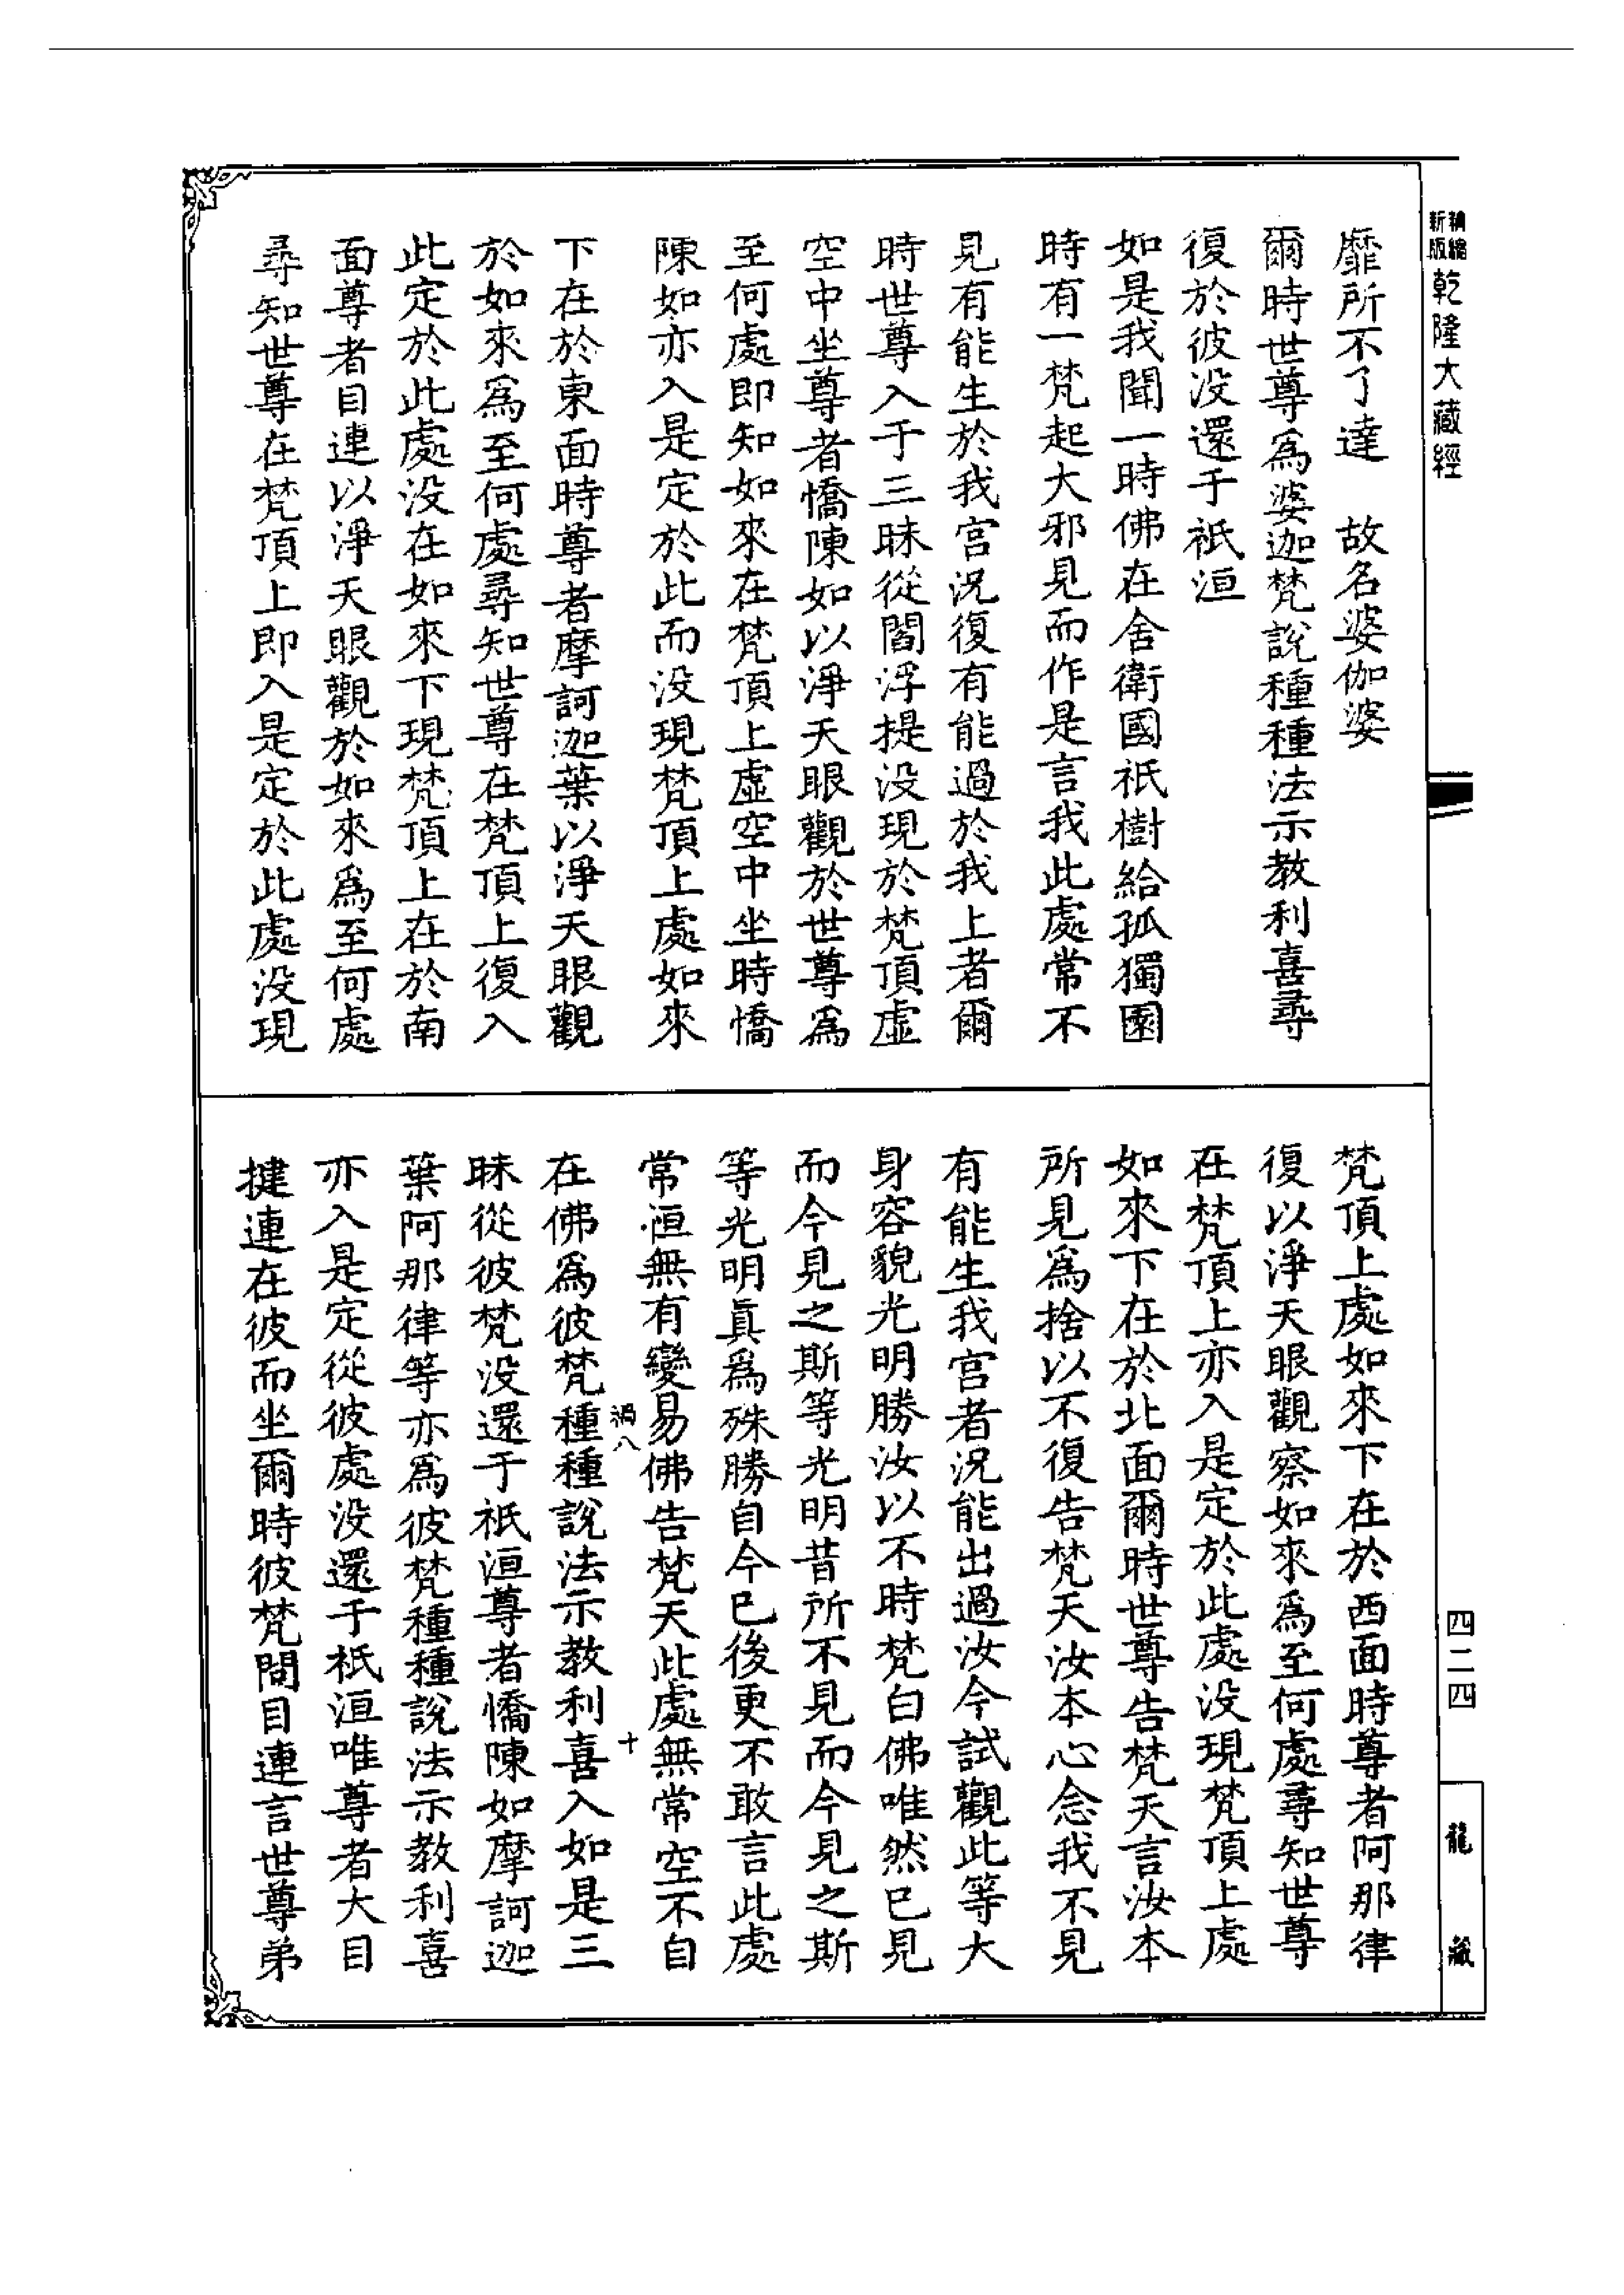 新版精縮
乾隆大藏經
靡所不了達　故名婆伽婆
爾時世尊爲婆迦梵說種種法示教利喜尋
復於彼没還于祇洹
如是我聞一時佛在舍衛國祇樹給孤獨園
時有一梵起大邪見而作是言我此處常不
見有能生於我宮況復有能過於我上者爾
時世尊入于三昧從閻浮提没現於梵頂虛
空中坐尊者憍陳如以淨天眼觀於世尊爲
至何處即知如來在梵頂上虛空中坐時憍
陳如亦入是定於此而没現梵頂上處如來
下在於東面時尊者摩訶迦葉以淨天眼觀
於如來爲至何處尋知世尊在梵頂上復入
此定於此處没在如來下現梵頂上在於南
面尊者目連以淨天眼觀於如來爲至何處
尋知世尊在梵頂上即入是定於此處没現
梵頂上處如來下在於西面時尊者阿那律
復以淨天眼觀察如來爲至何處尋知世尊
在梵頂上亦入是定於此處没現梵頂上處
如來下在於北面爾時世尊告梵天言汝本
所見爲捨以不復告梵天汝本心念我不見
有能生我宮者況能出過汝今試觀此等大
身容貌光明勝汝以不時梵白佛唯然已見
而今見之斯等光明昔所不見而今見之斯
等光明眞爲殊勝自今已後更不敢言此處
常恒無有變易佛告梵天此處無常空不自
禍八
十
在佛爲彼梵種種說法示教利喜入如是三
昧從彼梵没還于祇洹尊者憍陳如摩訶迦
葉阿那律等亦爲彼梵種種說法示教利喜
亦入是定從彼處没還于祇洹唯尊者大目
揵連在彼而坐爾時彼梵問目連言世尊弟
四二四
龍藏